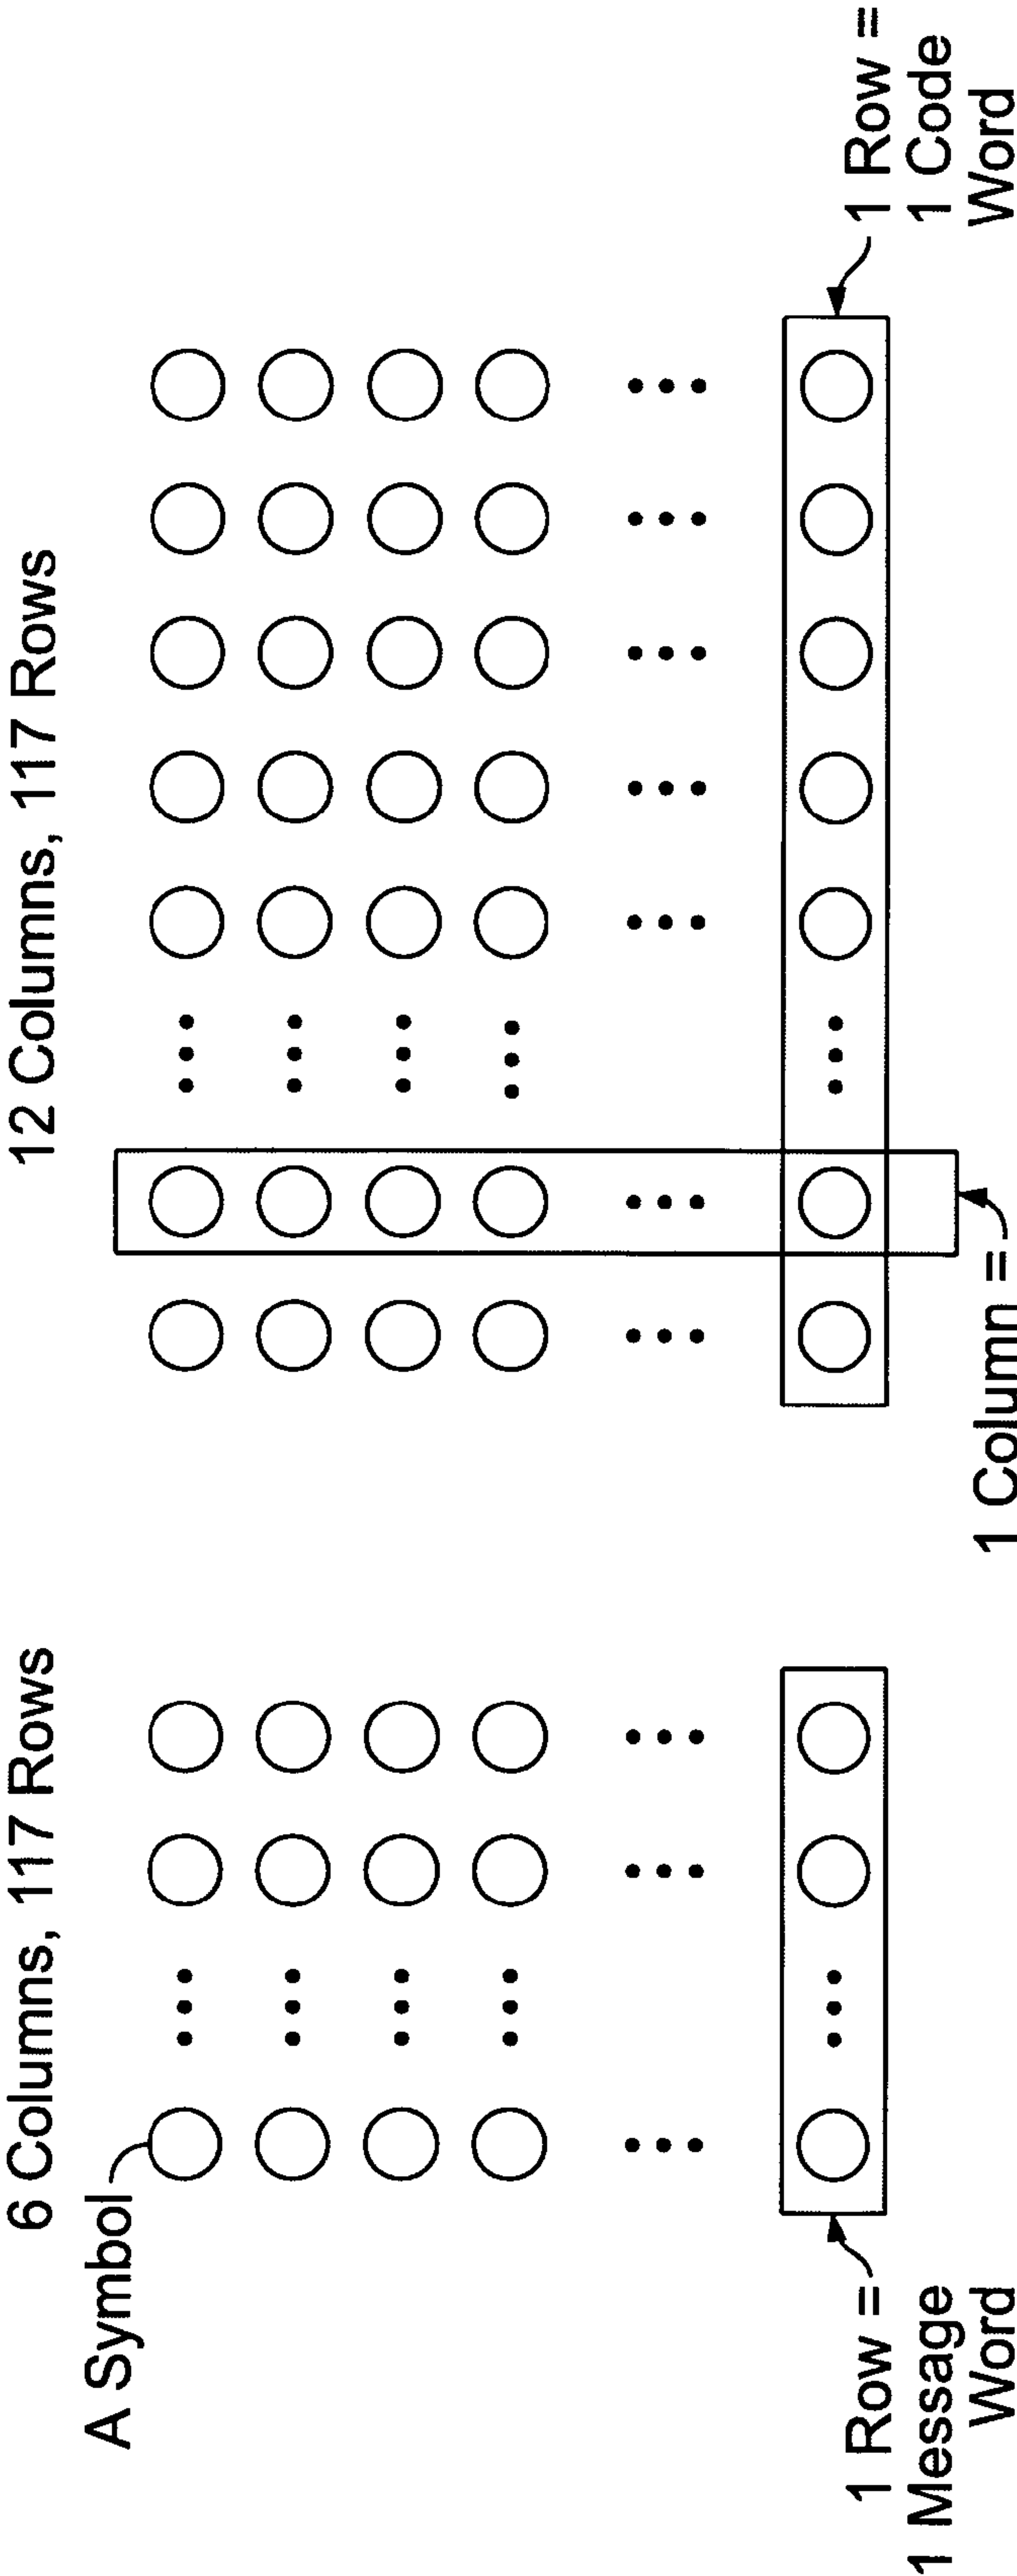 6 Columns, 117 Rows
A Symbol
1 Row =
1 Message
Word
12 Columns, 117 Rows
1 Column =
1 Row =
1 Code
Word